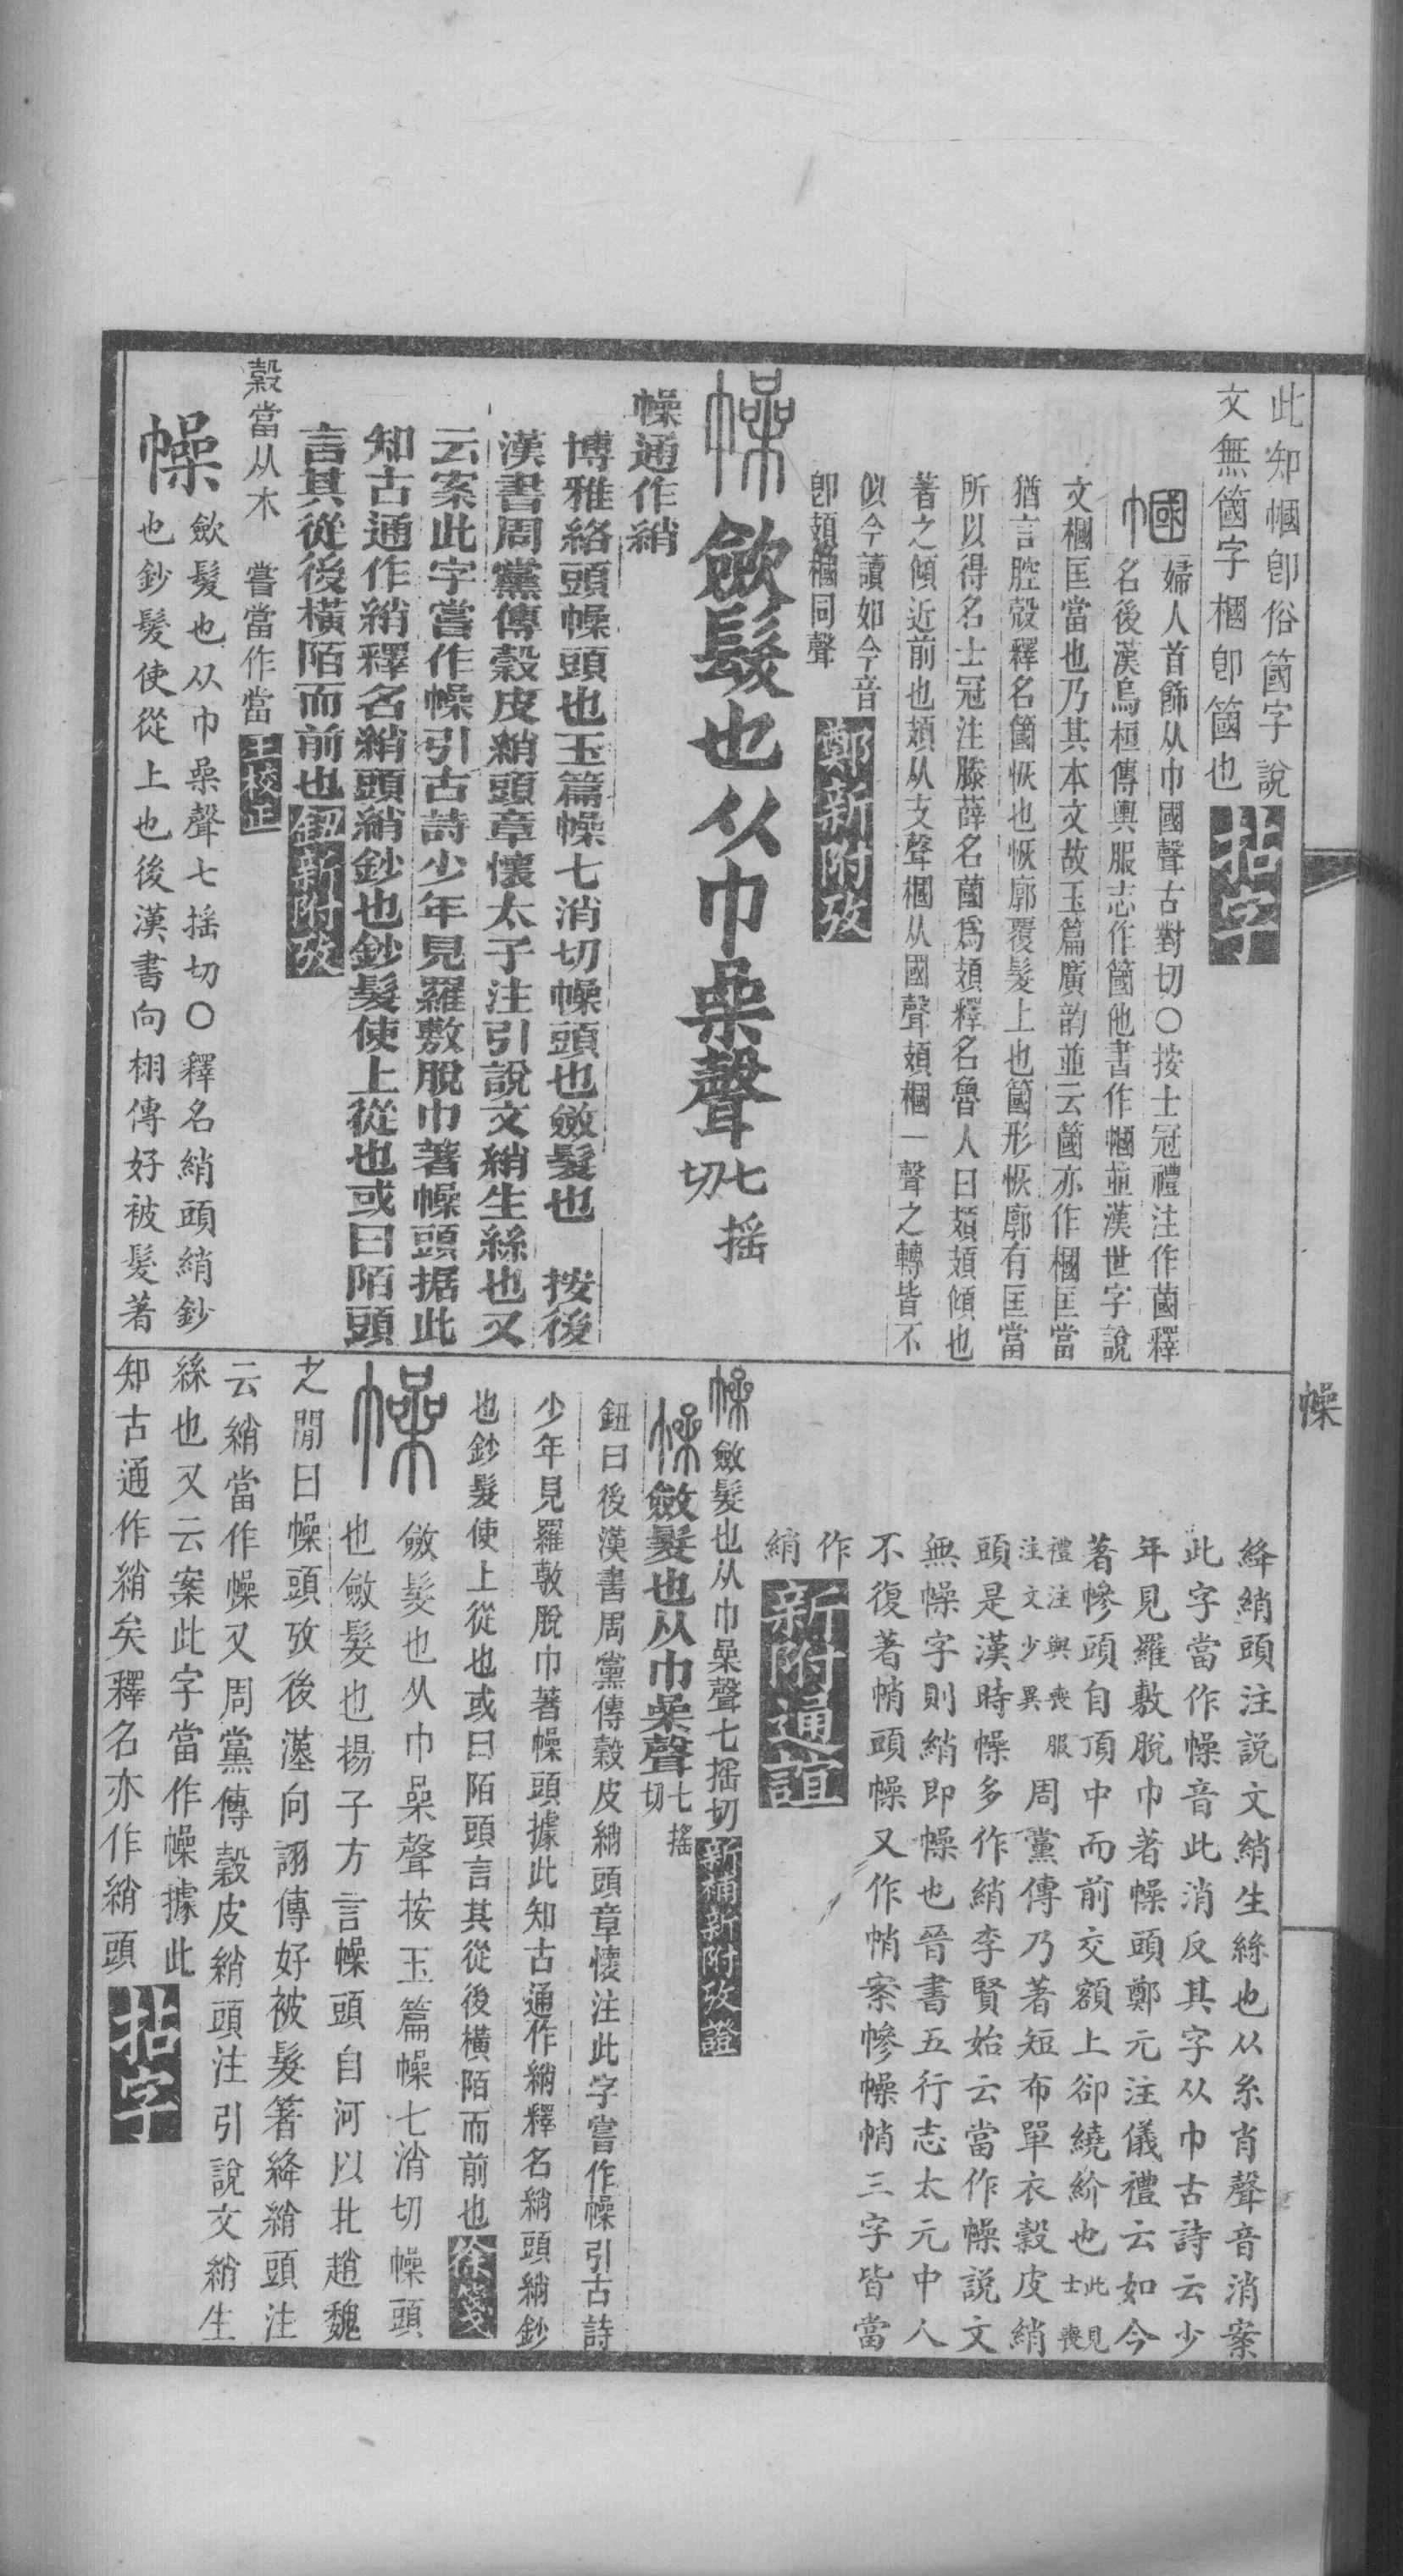 此知幗卽俗簂字說
文無簂字槶卽簂也 拈字
幗 婦人首飾从巾國聲古對切〇按士冠禮注作䓪釋
名後漢烏桓傳輿服志作簂他書作幗並漢世字說
文槶匡當也乃其本文故玉篇廣韵並云簂亦作槶匡當
猶言腔殼釋名簂恢也恢廓覆髮上也簂形恢廓有匡當
所以得名士冠注滕薛名䓪爲頍釋名魯人曰頍頍傾也
著之傾近前也頍从支聲槶从國聲頍槶一聲之轉皆不
似今讀如今音
卽頍槶同聲 鄭新附攷
幧 斂髮也从巾喿聲 七搖切
幧通作綃
博雅絡頭幧頭也玉篇幧七消切幧頭也斂髮也 按後
漢書周黨傳榖皮綃頭章懷太子注引說文綃生絲也又
云案此字嘗作幧引古詩少年見羅敷脫巾著幧頭据此
知古通作綃釋名綃頭綃鈔也鈔髮使上從也或曰陌頭
言其從後橫陌而前也 鈕新附攷
榖當从木 嘗當作當 王校正
幧 斂髮也从巾喿聲七搖切〇釋名綃頭綃鈔
也鈔髮使從上也後漢書向栩傳好被髮著
絳綃頭注說文綃生絲也从糸肖聲音消案
此字當作幧音此消反其字从巾古詩云少
年見羅敷脫巾著幧頭鄭元注儀禮云如今
著幓頭自頂中而前交額上卻繞紒也 此見士喪
禮注與喪服注文少異 周黨傳乃著短布單衣榖皮綃
頭是漢時幧多作綃李賢始云當作幧說文
無幧字則綃即幧也晉書五行志太元中人
不復著帩頭幧又作帩案幓幧帩三字皆當
作
綃 新附通誼
幧 斂髮也从巾喿聲七搖切 新補新附攷證
幧 斂髮也从巾喿聲 七搖切
鈕曰後漢書周黨傳榖皮綃頭章懷注此字嘗作幧引古詩
少年見羅敷脫巾著幧頭據此知古通作綃釋名綃頭綃鈔
也鈔髮使上從也或曰陌頭言其從後橫陌而前也 徐箋
幧 斂髮也从巾喿聲按玉篇幧七消切幧頭
也斂髮也揚子方言幧頭自河以北趙魏
之閒曰幧頭攷後漢向詡傳好被髮著絳綃頭注
云綃當作幧又周黨傳榖皮綃頭注引說文綃生
絲也又云案此字當作幧據此
知古通作綃矣釋名亦作綃頭 拈字
幧